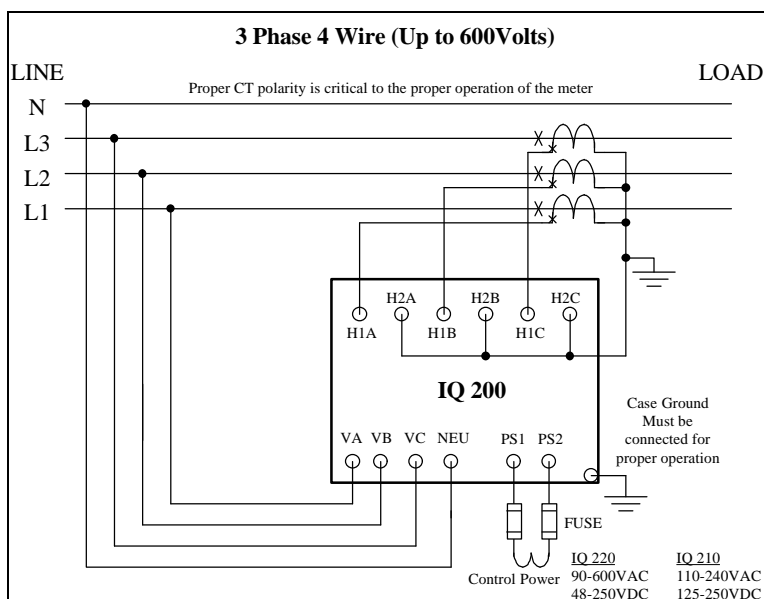 3 Phase 4 Wire (Up to 600Volts)
LINE
LOAD
Proper CT polarity is critical to the proper operation of the meter
N
L3
L2
L1
H2A
H2B
H2C
H1A
H1B
H1C
IQ 200
VA
VB
VC
NEU
PS1
PS2
Case Ground
Must be
connected for
proper operation
FUSE
Control Power
IQ 220
90-600VAC
48-250VDC
IQ 210
110-240VAC
125-250VDC